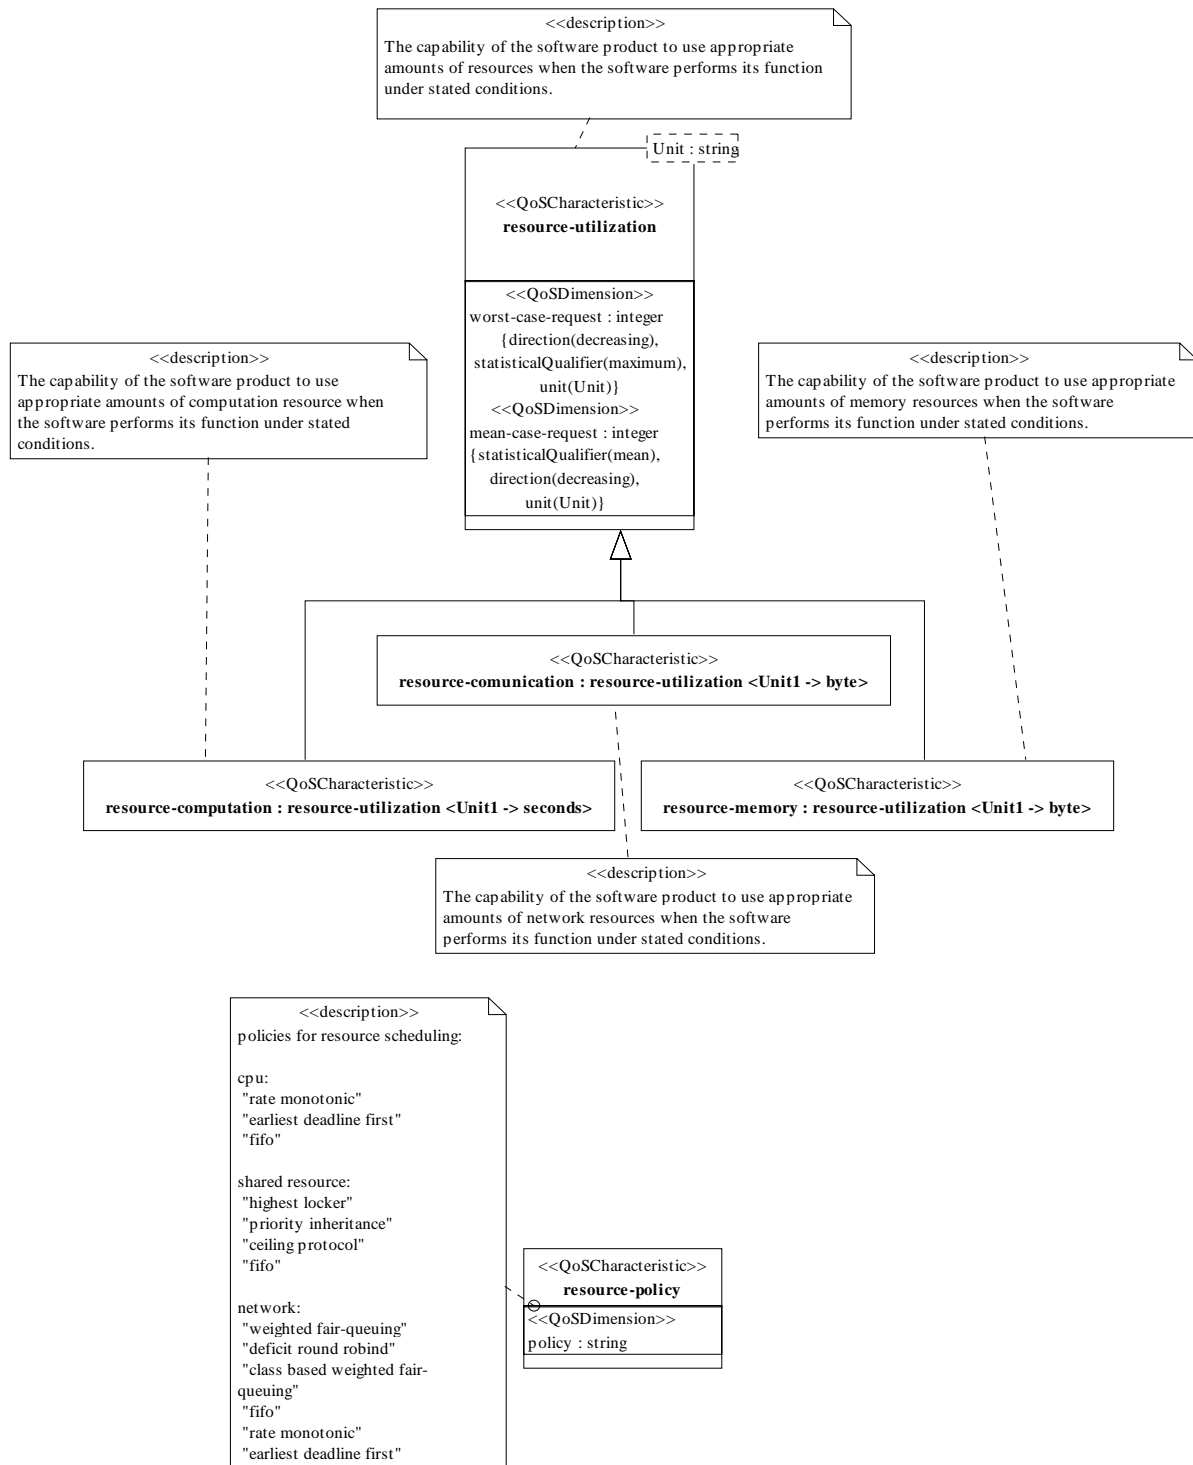 <<description>>
The capability of the software product to use appropriate
amounts of resources when the software performs its function
under stated conditions.
Unit : string
<<QoSCharacteristic>>
resource-utilization
<<QoSDimension>>
worst-case-request : integer
{direction(decreasing),
statisticalQualifier(maximum),
unit(Unit)}
<<QoSDimension>>
mean-case-request : integer
{statisticalQualifier(mean),
direction(decreasing),
unit(Unit)}
<<description>>
The capability of the software product to use
appropriate amounts of computation resource when
the software performs its function under stated
conditions.
<<description>>
The capability of the software product to use appropriate
amounts of memory resources when the software
performs its function under stated conditions.
<<QoSCharacteristic>>
resource-comunication : resource-utilization <Unit1 -> byte>
<<QoSCharacteristic>>
resource-computation : resource-utilization <Unit1 -> seconds>
<<QoSCharacteristic>>
resource-memory : resource-utilization <Unit1 -> byte>
<<description>>
The capability of the software product to use appropriate
amounts of network resources when the software
performs its function under stated conditions.
<<description>>
policies for resource scheduling:
cpu:
"rate monotonic"
"earliest deadline first"
"fifo"
shared resource:
"highest locker"
"priority inheritance"
"ceiling protocol"
"fifo"
network:
"weighted fair-queuing"
"deficit round robind"
"class based weighted fair-
queuing"
"fifo"
"rate monotonic"
"earliest deadline first"
<<QoSCharacteristic>>
resource-policy
<<QoSDimension>>
policy : string